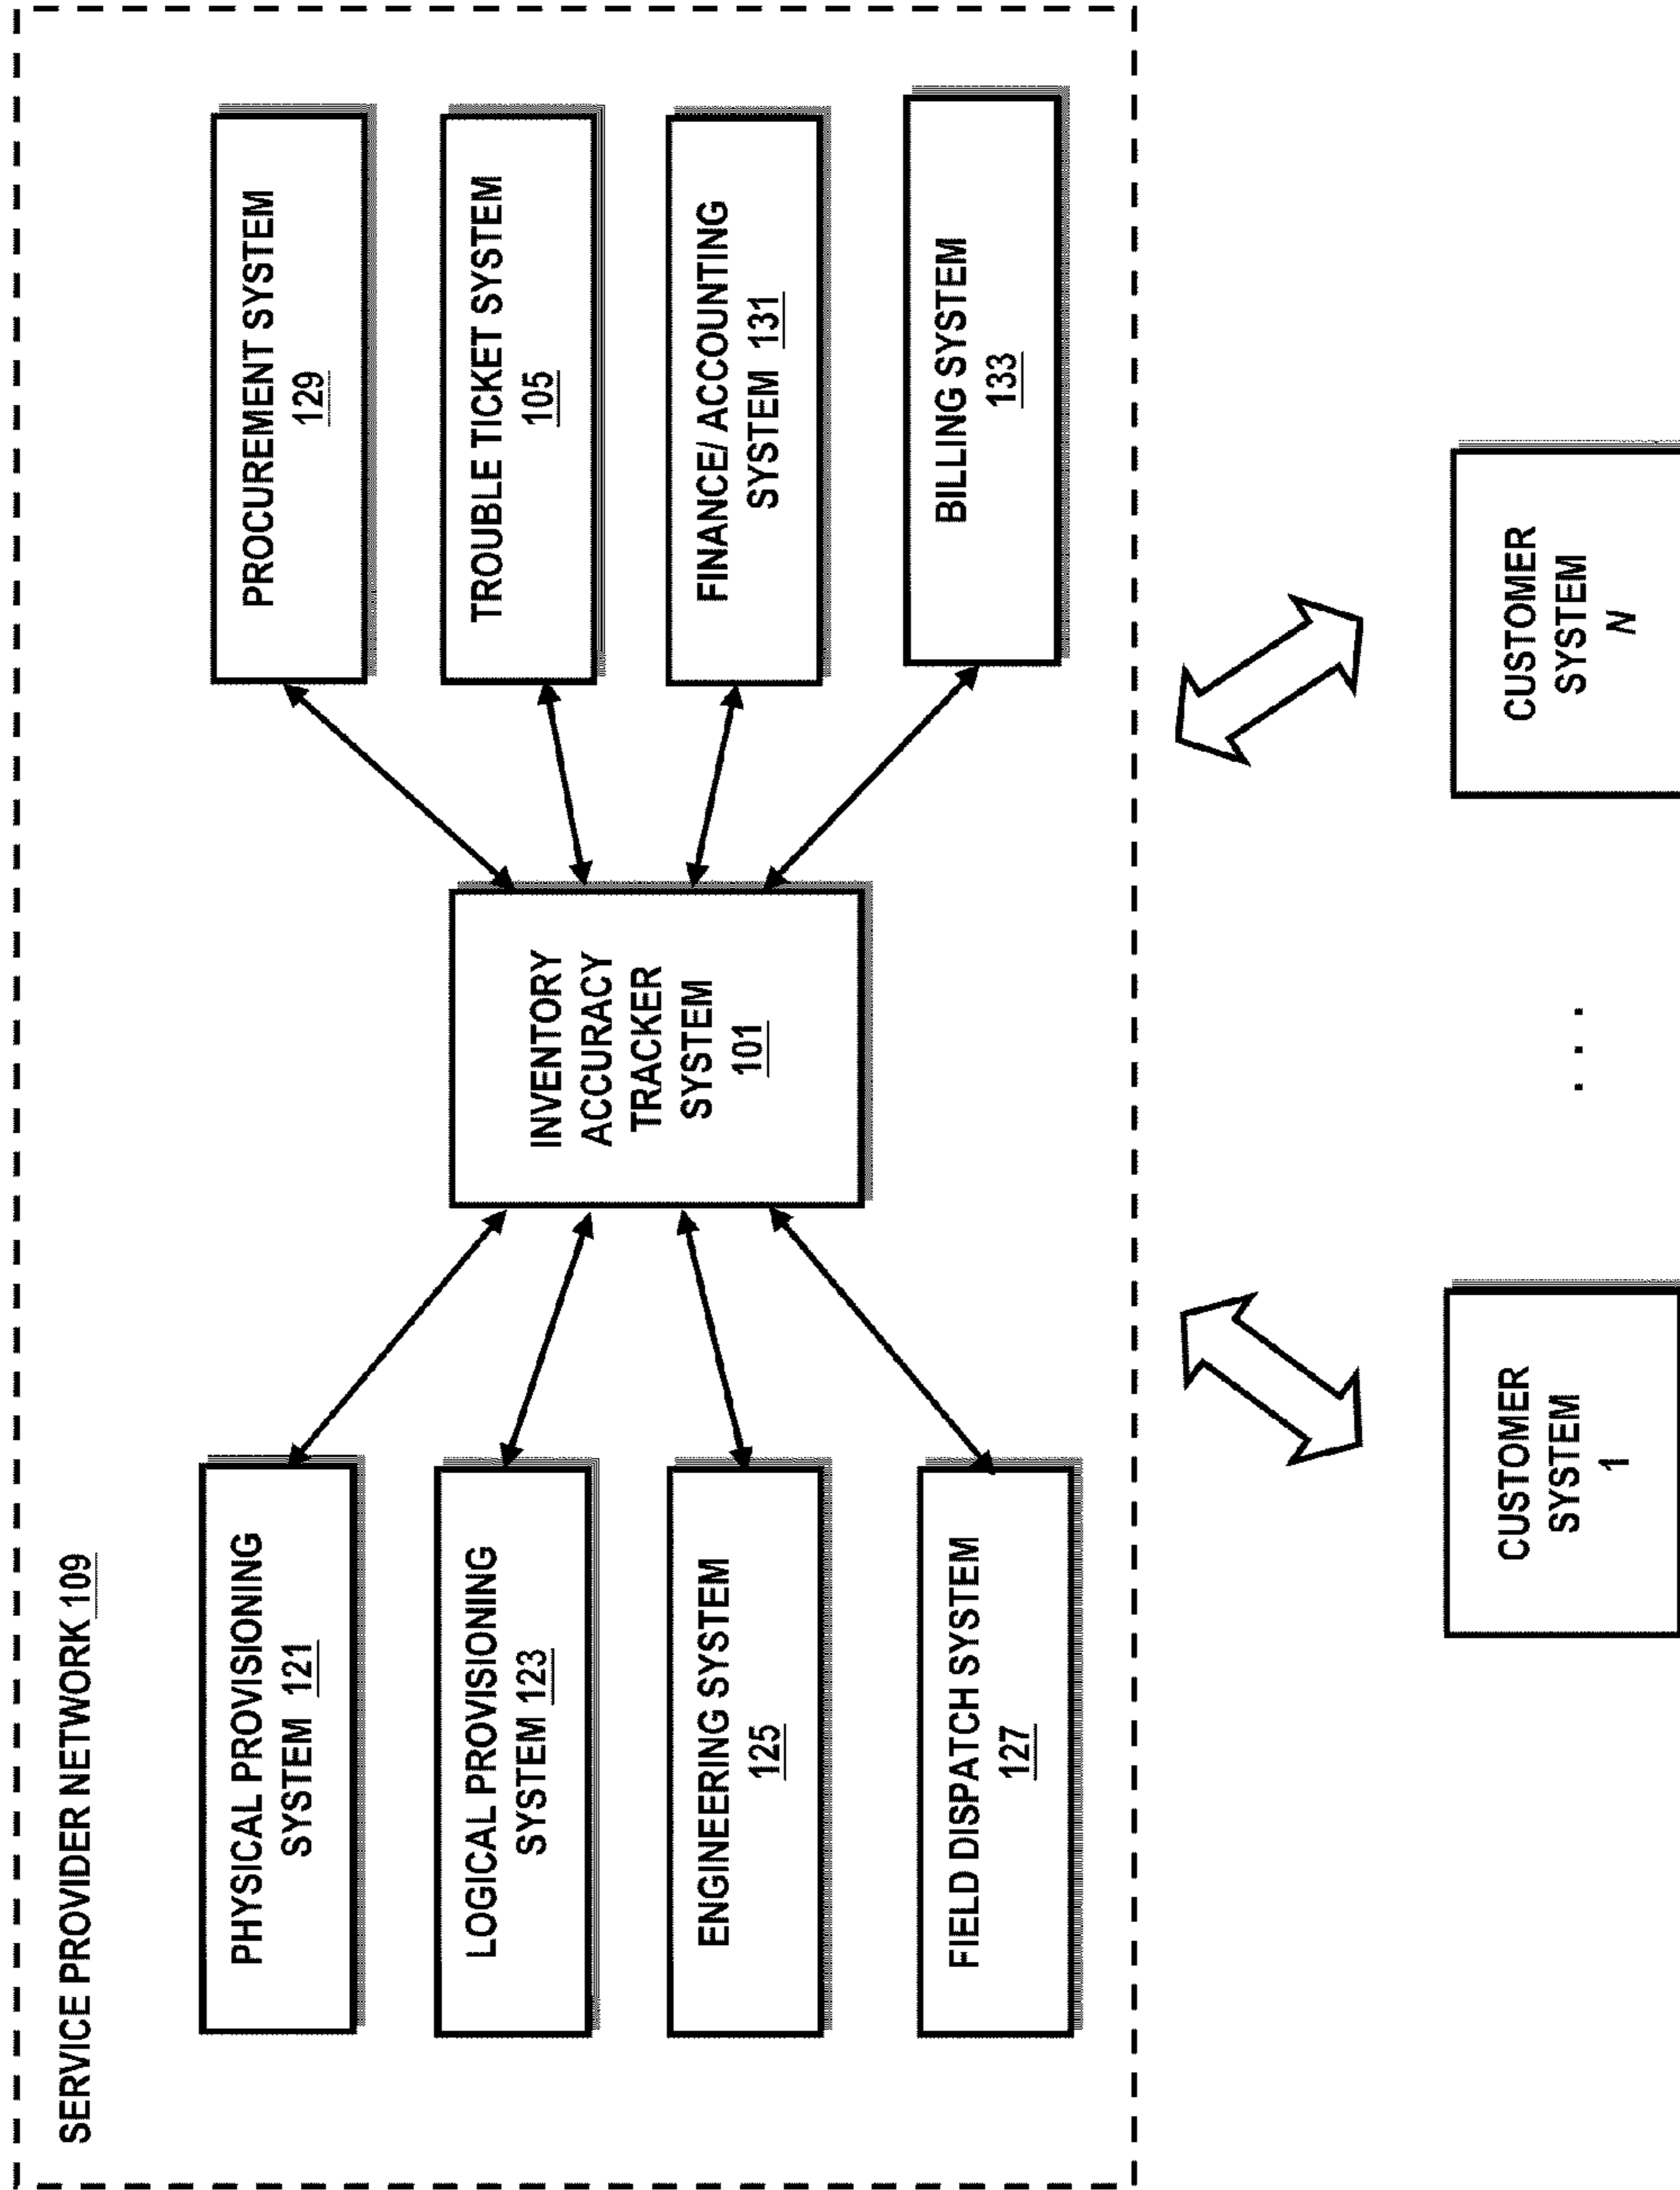 SERVICE PROVIDER NETWORK 109
PHYSICAL PROVISIONING
SYSTEM 121
LOGICAL PROVISIONING
SYSTEM 123
ENGINEERING SYSTEM
125
FIELD DISPATCH SYSTEM
127
INVENTORY
ACCURACY
TRACKER
SYSTEM
101
PROCUREMENT SYSTEM
129
TROUBLE TICKET SYSTEM
105
FINANCE/ ACCOUNTING
SYSTEM 131
BILLING SYSTEM
133
CUSTOMER
SYSTEM
1
. . .
CUSTOMER
SYSTEM
N